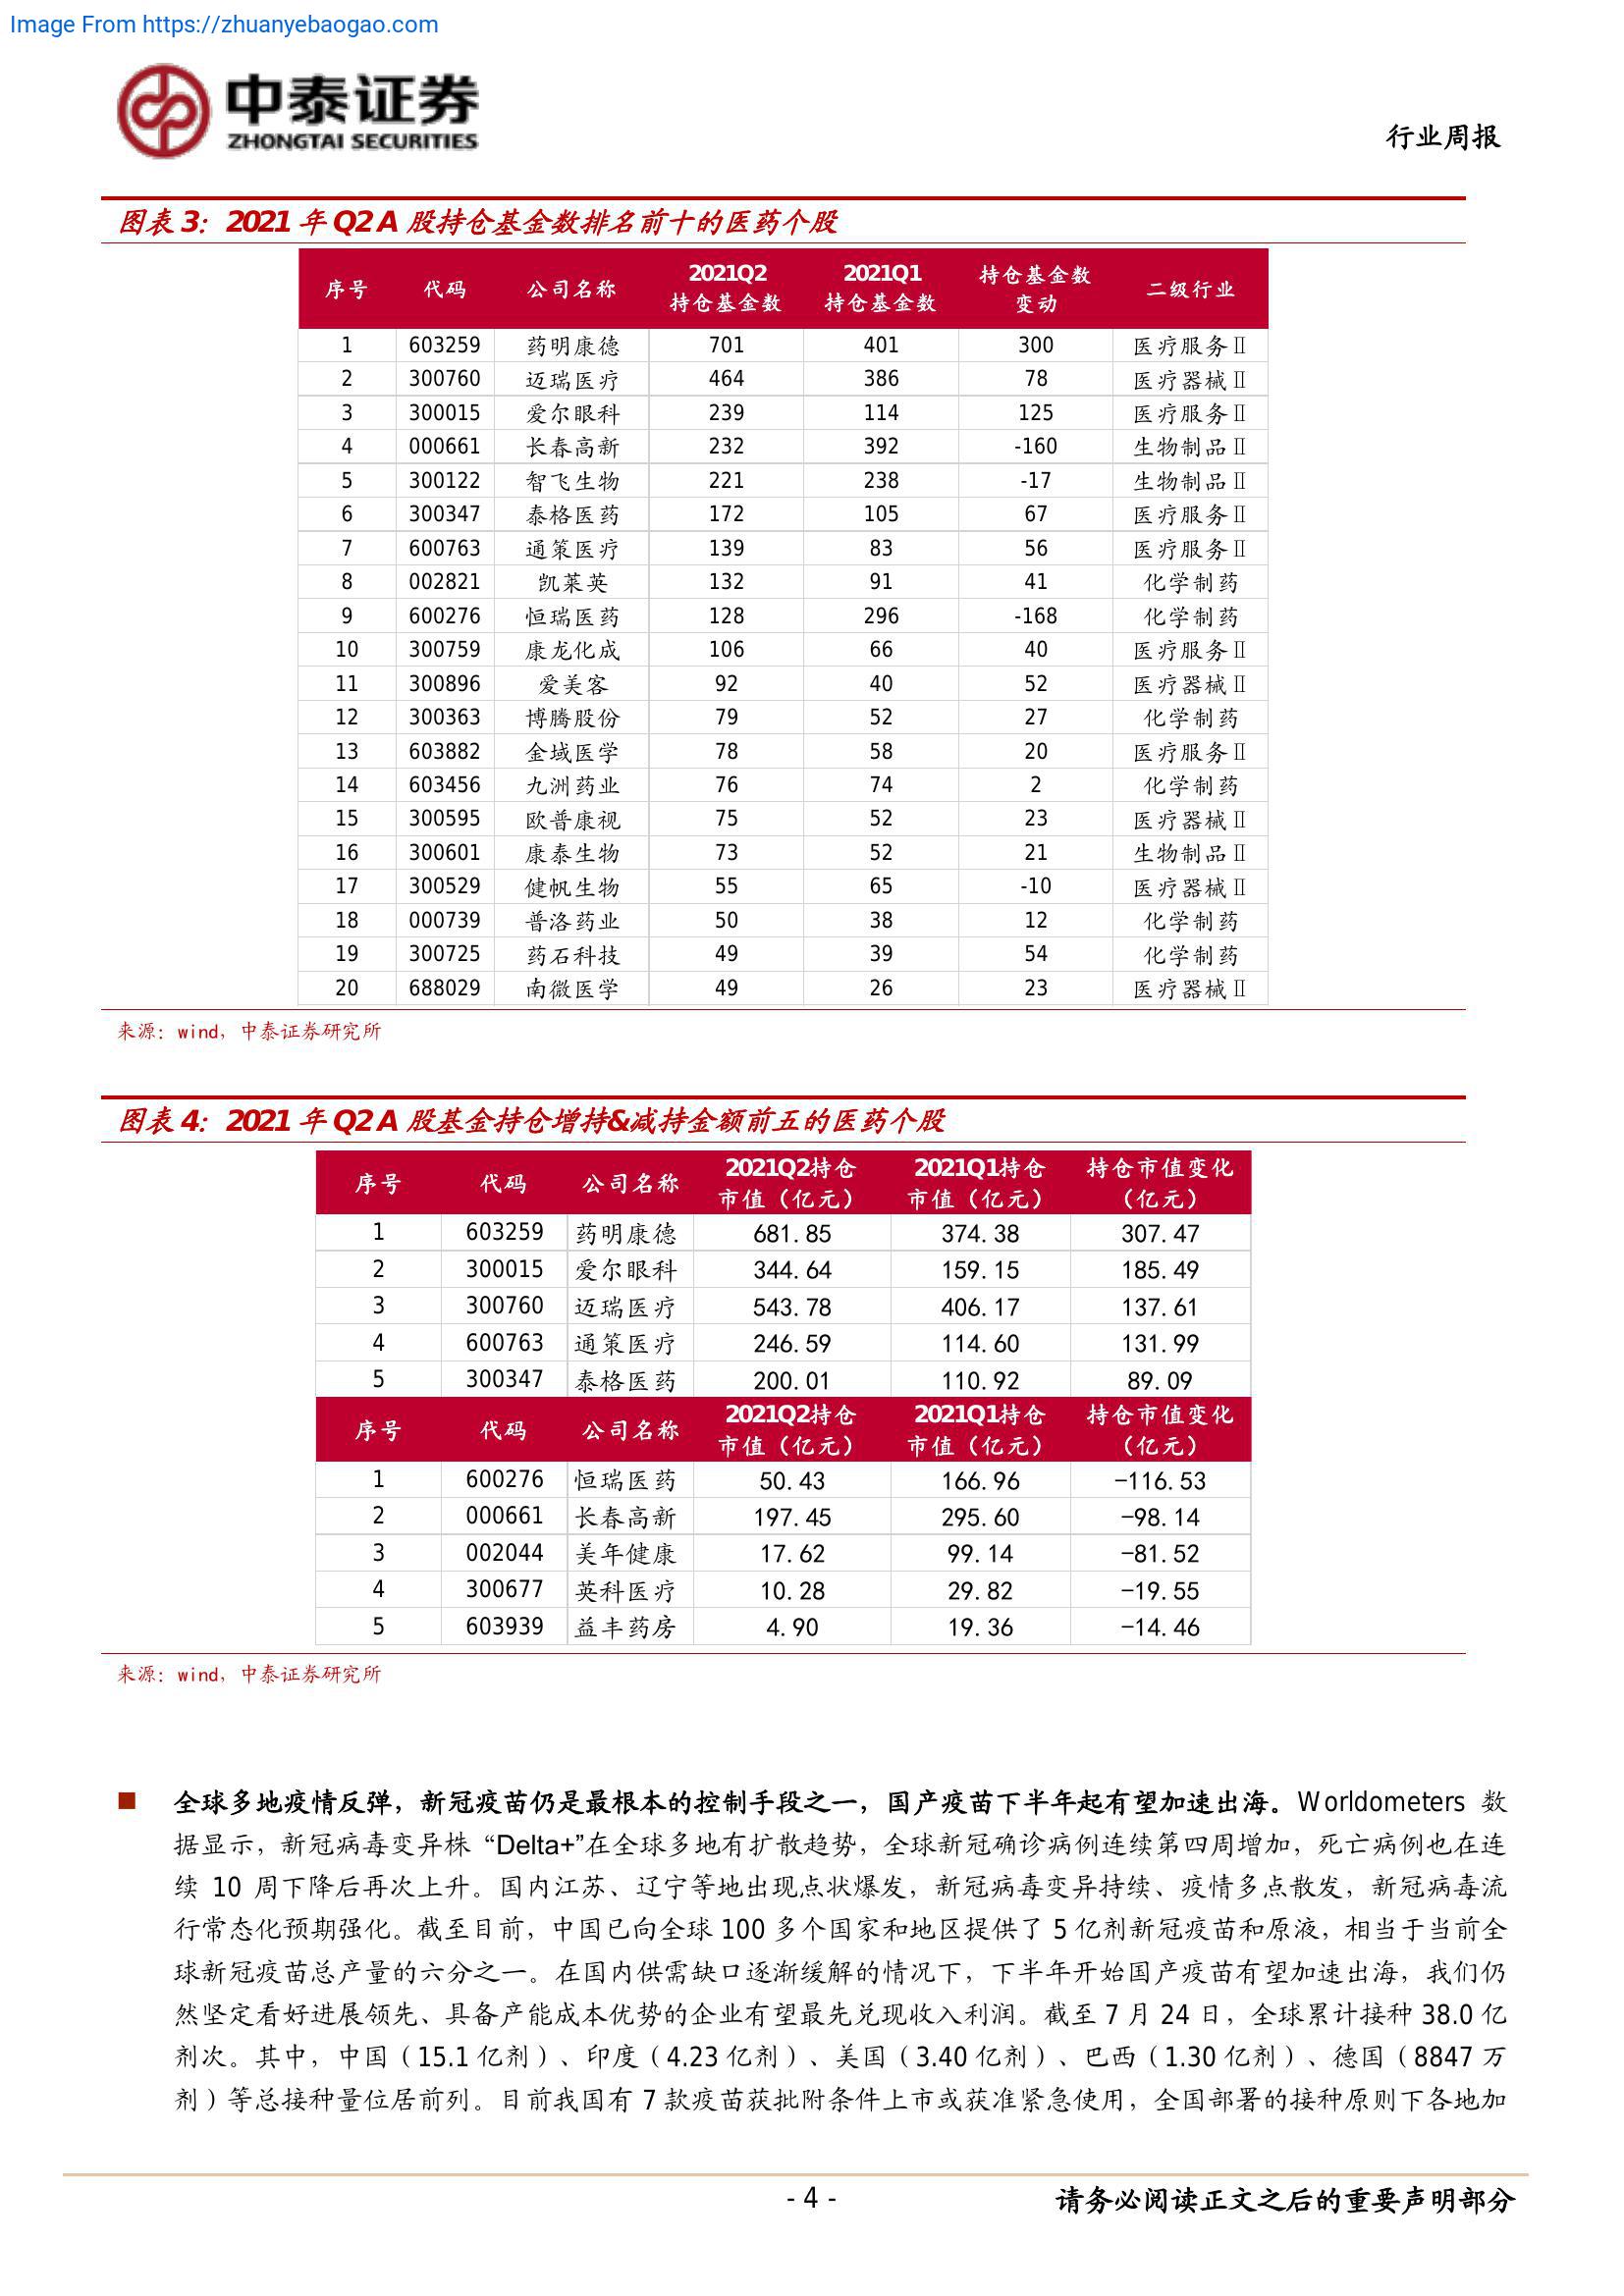 Image From https://zhuanyebaogao.com
中泰证券
ZHONGTAI SECURITIES
行业周报
图表 3：2021 年 Q2 A 股持仓基金数排名前十的医药个股
序号 代码 公司名称 2021Q2持仓基金数 2021Q1持仓基金数 持仓基金数变动 二级行业
1 603259 药明康德 701 401 300 医疗服务Ⅱ
2 300760 迈瑞医疗 464 386 78 医疗器械Ⅱ
3 300015 爱尔眼科 239 114 125 医疗服务Ⅱ
4 000661 长春高新 232 392 -160 生物制品Ⅱ
5 300122 智飞生物 221 238 -17 生物制品Ⅱ
6 300347 泰格医药 172 105 67 医疗服务Ⅱ
7 600763 通策医疗 139 83 56 医疗服务Ⅱ
8 002821 凯莱英 132 91 41 化学制药
9 600276 恒瑞医药 128 296 -168 化学制药
10 300759 康龙化成 106 66 40 医疗服务Ⅱ
11 300896 爱美客 92 40 52 医疗器械Ⅱ
12 300363 博腾股份 79 52 27 化学制药
13 603882 金域医学 78 58 20 医疗服务Ⅱ
14 603456 九洲药业 76 74 2 化学制药
15 300595 欧普康视 75 52 23 医疗器械Ⅱ
16 300601 康泰生物 73 52 21 生物制品Ⅱ
17 300529 健帆生物 55 65 -10 医疗器械Ⅱ
18 000739 普洛药业 50 38 12 化学制药
19 300725 药石科技 49 39 54 化学制药
20 688029 南微医学 49 26 23 医疗器械Ⅱ
来源：wind，中泰证券研究所
图表 4：2021 年 Q2 A 股基金持仓增持&减持金额前五的医药个股
序号 代码 公司名称 2021Q2持仓市值（亿元） 2021Q1持仓市值（亿元） 持仓市值变化（亿元）
1 603259 药明康德 681.85 374.38 307.47
2 300015 爱尔眼科 344.64 159.15 185.49
3 300760 迈瑞医疗 543.78 406.17 137.61
4 600763 通策医疗 246.59 114.60 131.99
5 300347 泰格医药 200.01 110.92 89.09
序号 代码 公司名称 2021Q2持仓市值（亿元） 2021Q1持仓市值（亿元） 持仓市值变化（亿元）
1 600276 恒瑞医药 50.43 166.96 -116.53
2 000661 长春高新 197.45 295.60 -98.14
3 002044 美年健康 17.62 99.14 -81.52
4 300677 英科医疗 10.28 29.82 -19.55
5 603939 益丰药房 4.90 19.36 -14.46
来源：wind，中泰证券研究所
■ 全球多地疫情反弹，新冠疫苗仍是最根本的控制手段之一，国产疫苗下半年起有望加速出海。Worldometers 数
据显示，新冠病毒变异株“Delta+”在全球多地有扩散趋势，全球新冠确诊病例连续第四周增加，死亡病例也在连
续 10 周下降后再次上升。国内江苏、辽宁等地出现点状爆发，新冠病毒变异持续、疫情多点散发，新冠病毒流
行常态化预期强化。截至目前，中国已向全球 100 多个国家和地区提供了 5 亿剂新冠疫苗和原液，相当于当前全
球新冠疫苗总产量的六分之一。在国内供需缺口逐渐缓解的情况下，下半年开始国产疫苗有望加速出海，我们仍
然坚定看好进展领先、具备产能成本优势的企业有望最先兑现收入利润。截至 7 月 24 日，全球累计接种 38.0 亿
剂次。其中，中国（15.1 亿剂）、印度（4.23 亿剂）、美国（3.40 亿剂）、巴西（1.30 亿剂）、德国（8847 万
剂）等总接种量位居前列。目前我国有 7 款疫苗获批附条件上市或获准紧急使用，全国部署的接种原则下各地加
- 4 -
请务必阅读正文之后的重要声明部分